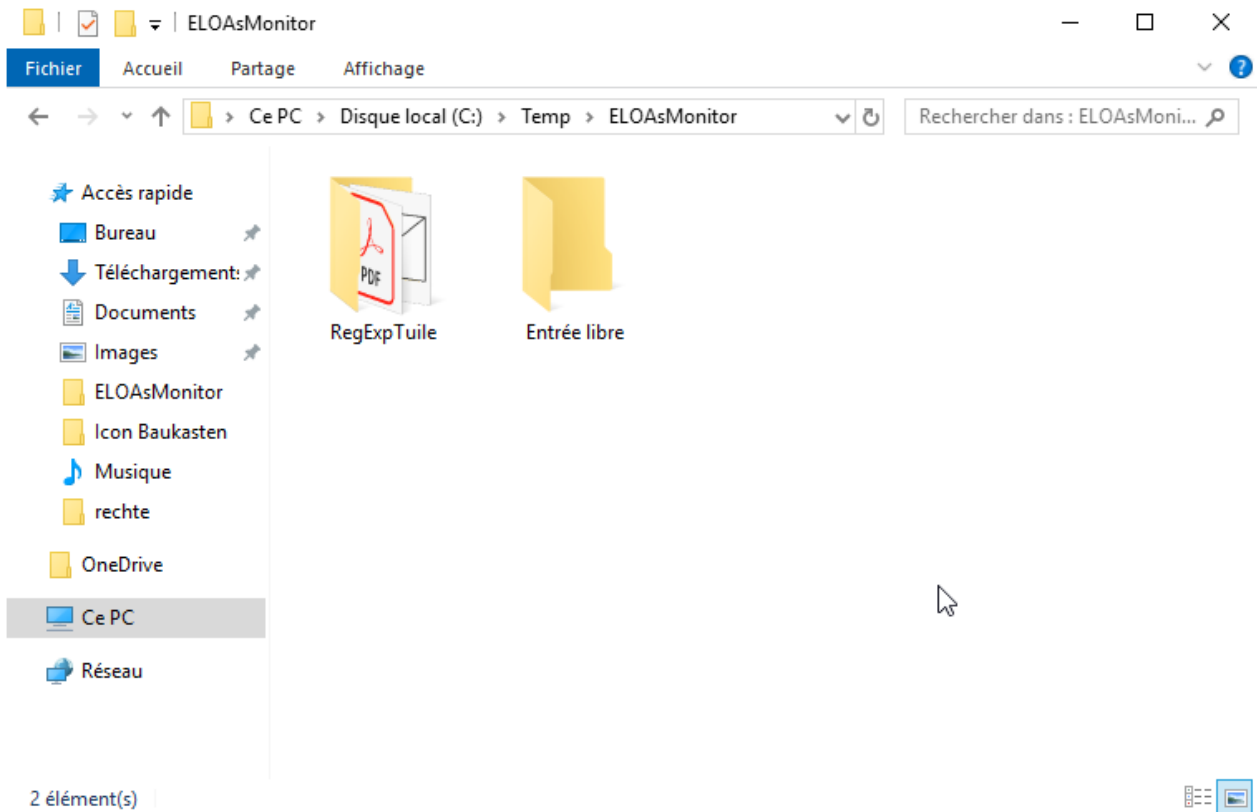 ELOAsMonitor
Fichier Accueil Partage Affichage
Ce PC > Disque local (C:) > Temp > ELOAsMonitor
Rechercher dans : ELOAsMoni...
Accès rapide
Bureau
Téléchargements
Documents
Images
ELOAsMonitor
Icon Baukasten
Musique
rechte
OneDrive
Ce PC
Réseau
PDF
RegExpTuile
Entrée libre
2 élément(s)